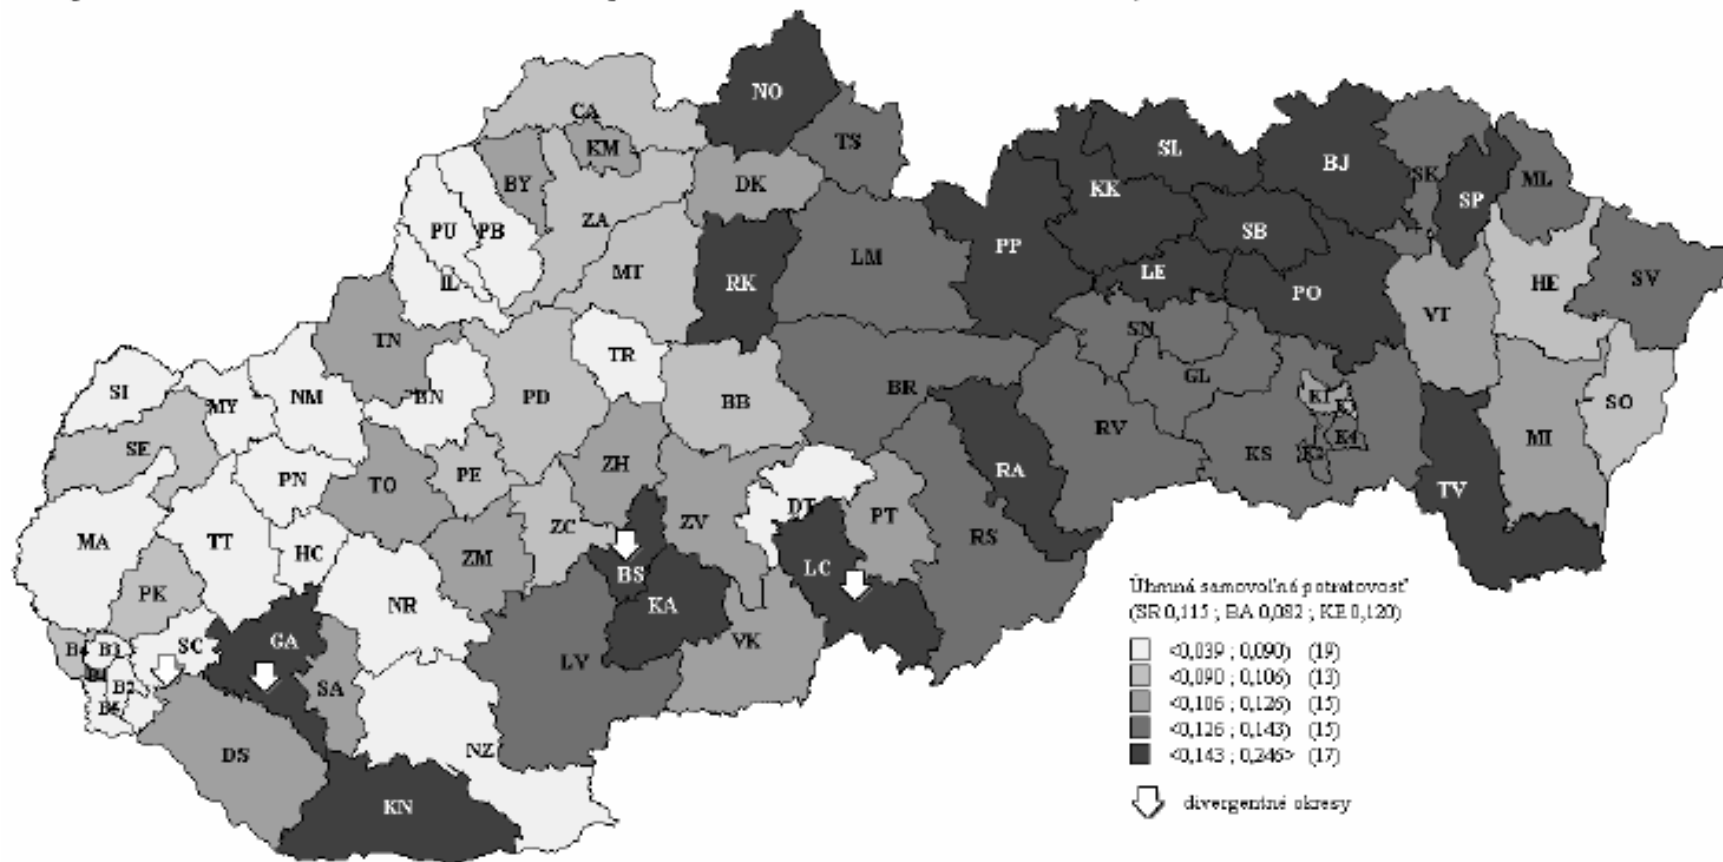 NO
CA
KM
TS
SL
BJ
BY
DK
KK
SK
SP
ML
PU
PB
ZA
SB
PP
LM
MT
RK
LE
PO
HE
SV
IL
VT
TN
SN
TR
SI
MY
NM
BN
PD
BB
BR
GL
K1
K3
SO
SE
RV
K4
MI
PN
TO
PE
ZH
RA
KS
K2
TV
MA
TT
HC
ZC
ZV
DT
PT
RS
ZM
BS
LC
PK
NR
KA
SC
GA
VK
B4
B3
LV
B1
B2
SA
B5
DS
NZ
KN
Úhrnná samovoľná potratovosť
(SR 0,115 ; BA 0,082 ; KE 0,120)
<0,039 ; 0,090) (19)
<0,090 ; 0,106) (13)
<0,106 ; 0,126) (15)
<0,126 ; 0,143) (15)
<0,143 ; 0,246> (17)
divergentné okresy